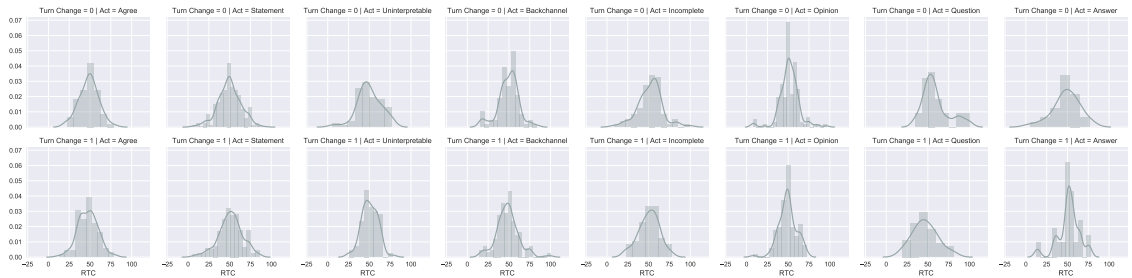 Turn Change = 0 | Act = Agree
Turn Change = 0 | Act = Statement
Turn Change = 0 | Act = Uninterpretable
Turn Change = 0 | Act = Backchannel
Turn Change = 0 | Act = Incomplete
Turn Change = 0 | Act = Opinion
Turn Change = 0 | Act = Question
Turn Change = 0 | Act = Answer
0.07
0.06
0.05
0.04
0.03
0.02
0.01
0.00
Turn Change = 1 | Act = Agree
Turn Change = 1 | Act = Statement
Turn Change = 1 | Act = Uninterpretable
Turn Change = 1 | Act = Backchannel
Turn Change = 1 | Act = Incomplete
Turn Change = 1 | Act = Opinion
Turn Change = 1 | Act = Question
Turn Change = 1 | Act = Answer
0.07
0.06
0.05
0.04
0.03
0.02
0.01
0.00
−25 0 25 50 75 100
RTC
−25 0 25 50 75 100
RTC
−25 0 25 50 75 100
RTC
−25 0 25 50 75 100
RTC
−25 0 25 50 75 100
RTC
−25 0 25 50 75 100
RTC
−25 0 25 50 75 100
RTC
−25 0 25 50 75 100
RTC